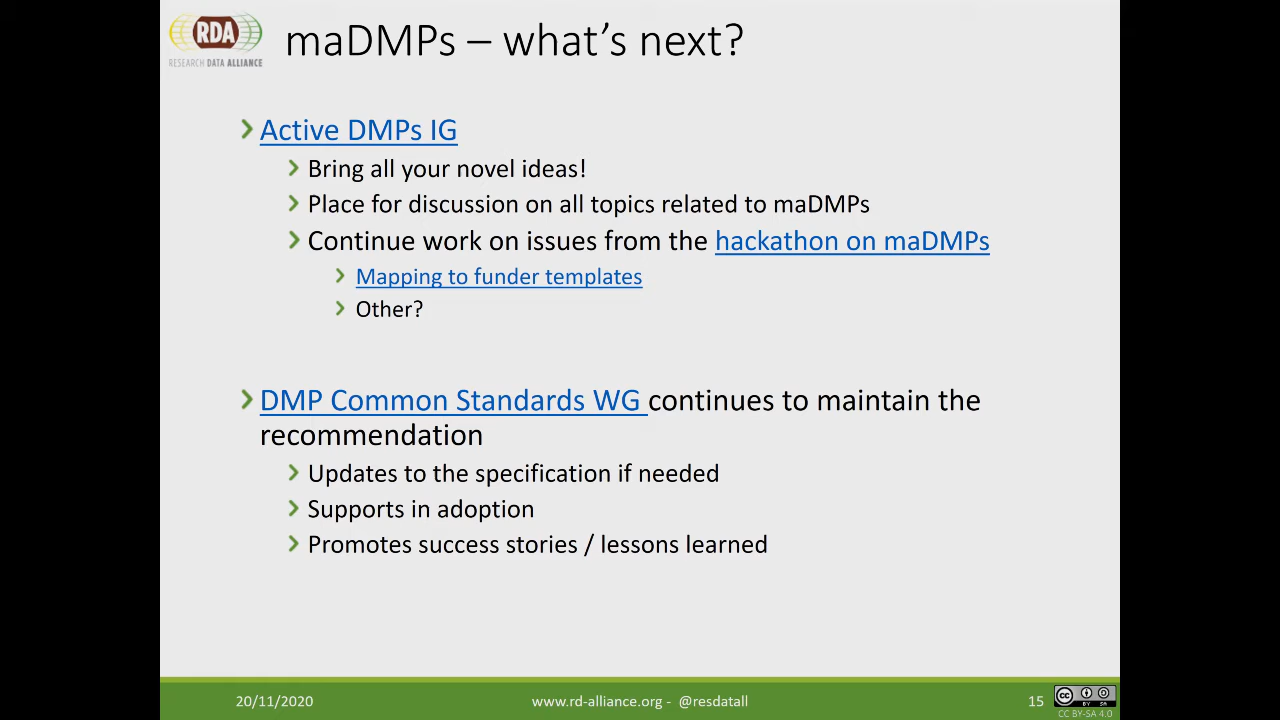 RDA
RESEARCH DATA ALLIANCE
maDMPs – what's next?
Active DMPs IG
Bring all your novel ideas!
Place for discussion on all topics related to maDMPs
Continue work on issues from the hackathon on maDMPs
Mapping to funder templates
Other?
DMP Common Standards WG continues to maintain the
recommendation
Updates to the specification if needed
Supports in adoption
Promotes success stories / lessons learned
20/11/2020
www.rd-alliance.org - @resdatall
15
cc BY SA
CC BY-SA 4.0